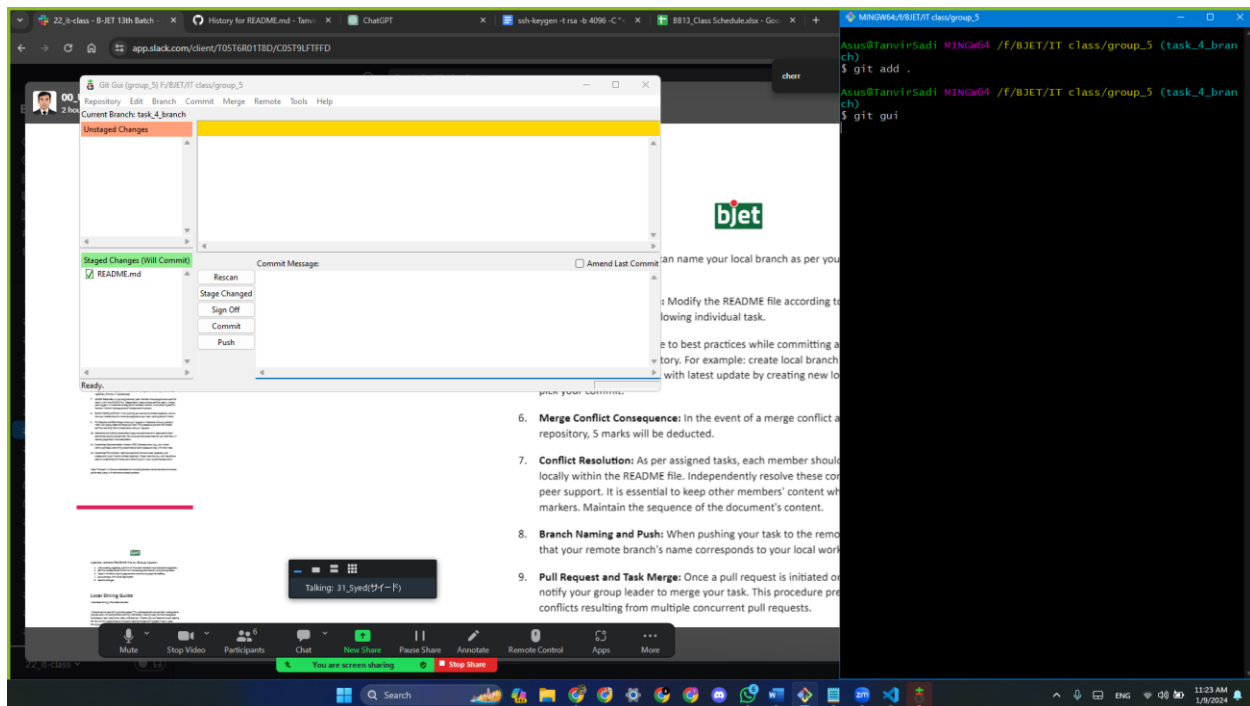 22_it-class - B-JET 13th Batch -
History for README.md - Tanvi
ChatGPT
ssh-keygen -t rsa -b 4096 -C "<
BB13_Class Schedule.xlsx - Goo
app.slack.com/client/T05T6R01T8D/C05T9LFTFFD
cherr
00_
2 hou
Git Gui (group_5) F:/BJET/IT class/group_5
Repository Edit Branch Commit Merge Remote Tools Help
Current Branch: task_4_branch
Unstaged Changes
Staged Changes (Will Commit)
README.md
Commit Message:
Amend Last Commit
Rescan
Stage Changed
Sign Off
Commit
Push
Ready.
MINGW64:/f/BJET/IT class/group_5
Asus@TanvirSadi MINGW64 /f/BJET/IT class/group_5 (task_4_bran
ch)
$ git add .
Asus@TanvirSadi MINGW64 /f/BJET/IT class/group_5 (task_4_bran
ch)
$ git gui
bjet
an name your local branch as per you
: Modify the README file according to
lowing individual task.
e to best practices while committing a
tory. For example: create local branch
with latest update by creating new lo
pick your commit.
6. Merge Conflict Consequence: In the event of a merge conflict a
repository, 5 marks will be deducted.
7. Conflict Resolution: As per assigned tasks, each member shoul
locally within the README file. Independently resolve these con
peer support. It is essential to keep other members' content wh
markers. Maintain the sequence of the document's content.
8. Branch Naming and Push: When pushing your task to the remo
that your remote branch's name corresponds to your local work
9. Pull Request and Task Merge: Once a pull request is initiated or
notify your group leader to merge your task. This procedure pre
conflicts resulting from multiple concurrent pull requests.
Local Dining Guide
Talking: 31_Syed(サイード)
6
Mute
Stop Video
Participants
Chat
New Share
Pause Share
Annotate
Remote Control
Apps
More
22_it-class
You are screen sharing
Stop Share
Search
ENG
11:23 AM
1/9/2024